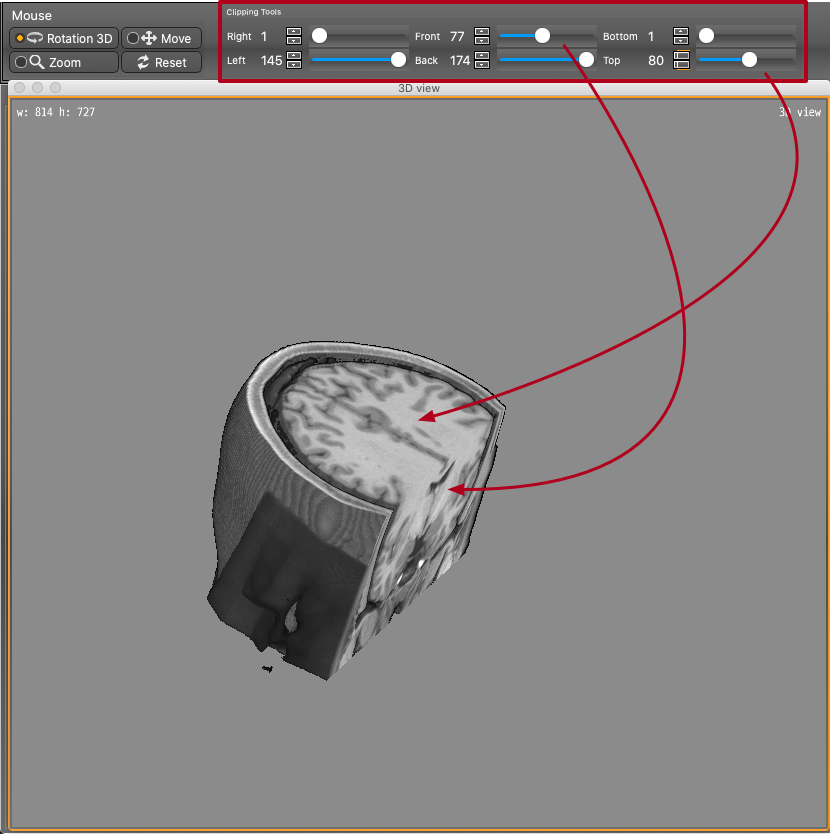 Mouse
Clipping Tools
Rotation 3D
Move
Zoom
Reset
Right 1
Front 77
Bottom 1
Left 145
Back 174
Top 80
3D view
w: 814 h: 727
3D view